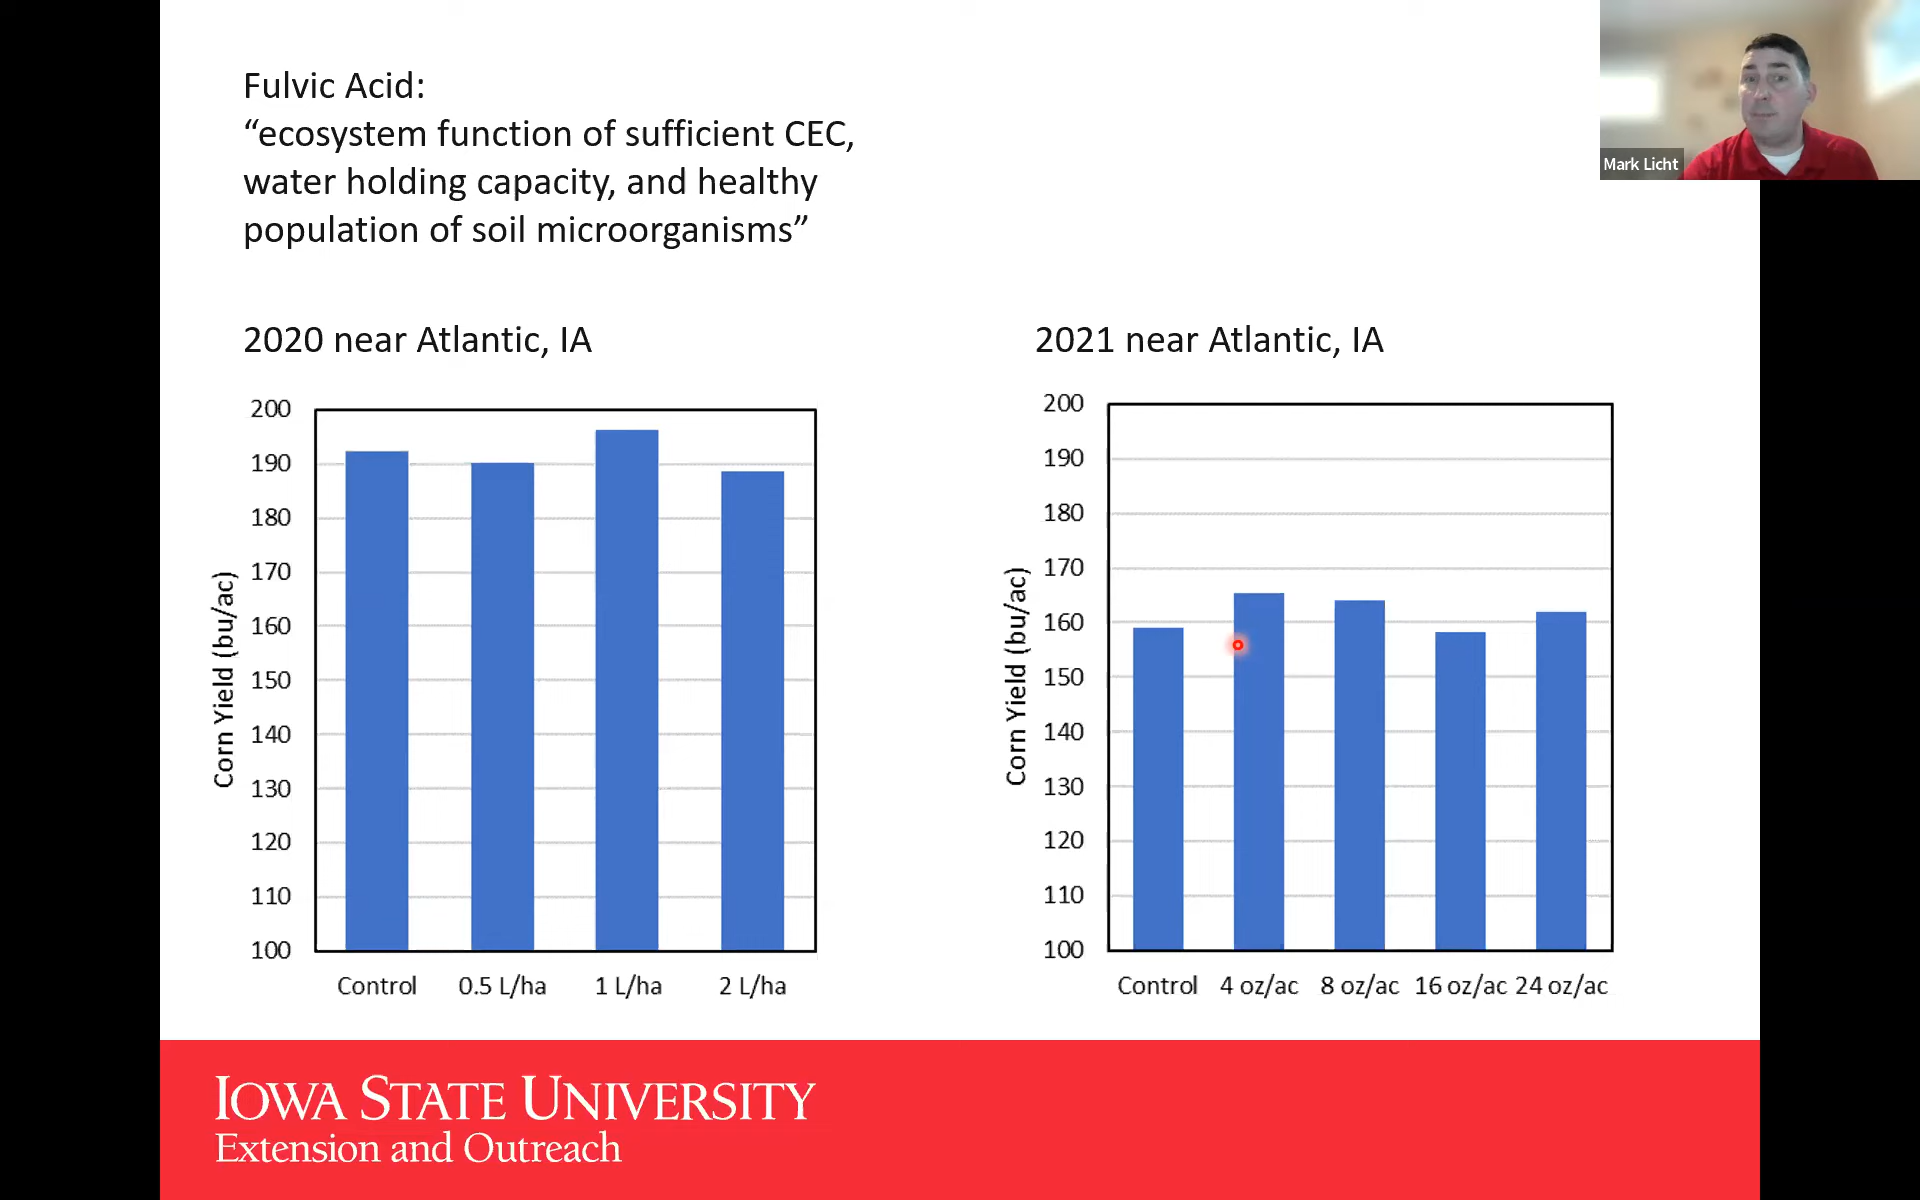 Fulvic Acid:
“ecosystem function of sufficient CEC,
water holding capacity, and healthy
population of soil microorganisms”
Mark Licht
2020 near Atlantic, IA
200
190
180
170
160
150
140
130
120
110
100
Corn Yield (bu/ac)
Control 0.5 L/ha 1 L/ha 2 L/ha
2021 near Atlantic, IA
200
190
180
170
160
150
140
130
120
110
100
Corn Yield (bu/ac)
Control 4 oz/ac 8 oz/ac 16 oz/ac 24 oz/ac
IOWA STATE UNIVERSITY
Extension and Outreach